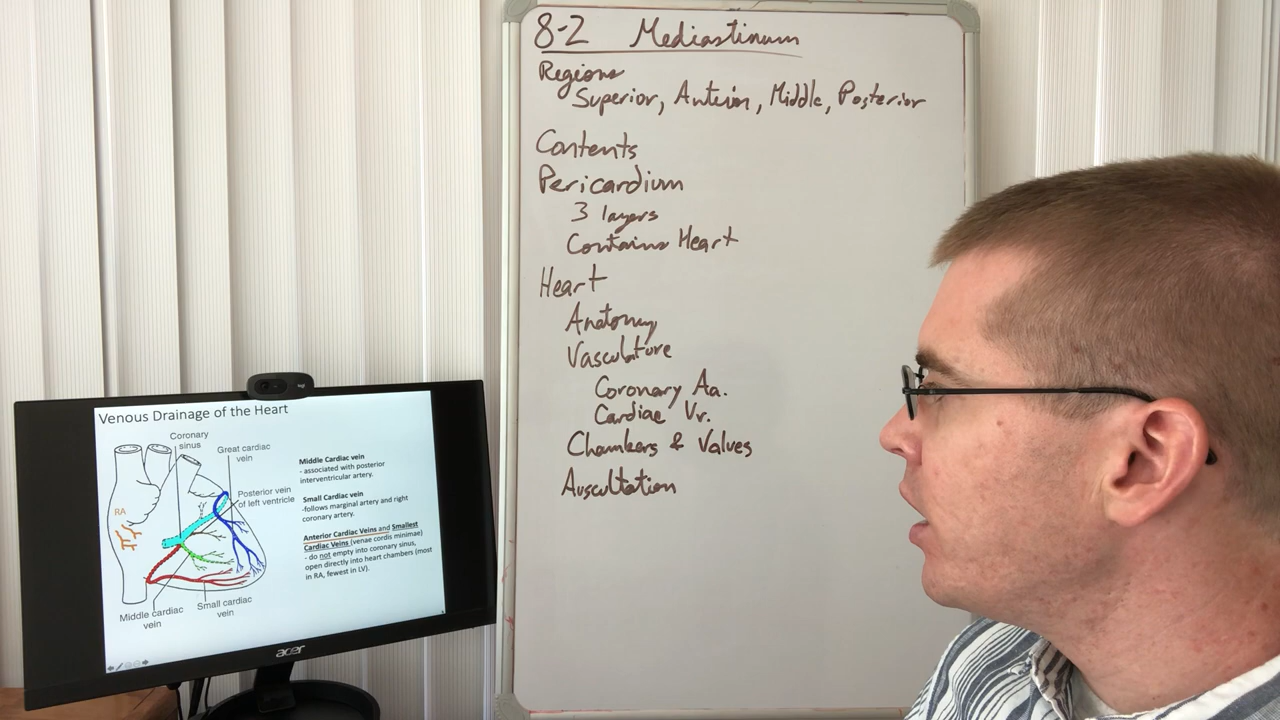 8-2 Mediastinum
Regions
Superior, Anterior, Middle, Posterior
Contents
Pericardium
3 layers
Contains Heart
Heart
Anatomy
Vasculature
Coronary Aa.
Cardiac Vv.
Chambers & Valves
Auscultation
Venous Drainage of the Heart
Coronary
sinus
Great cardiac
vein
Posterior vein
of left ventricle
RA
Middle cardiac
vein
Small cardiac
vein
Middle Cardiac vein
- associated with posterior
interventricular artery.
Small Cardiac vein
-follows marginal artery and right
coronary artery.
Anterior Cardiac Veins and Smallest
Cardiac Veins (venae cordis minimae)
- do not empty into coronary sinus,
open directly into heart chambers (most
in RA, fewest in LV).
acer